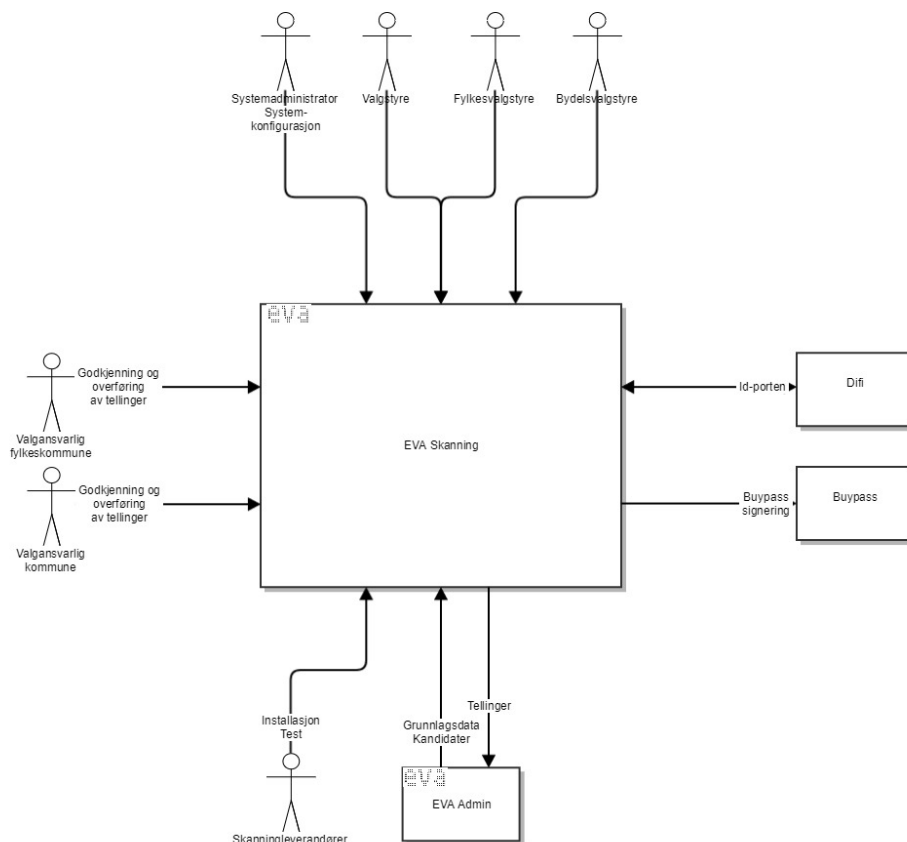 Systemadministrator
System-
konfigurasjon
Valgstyre
Fylkesvalgstyre
Bydelsvalgstyre
eva
Godkjenning og
overføring
av tellinger
Valgansvarlig
fylkeskommune
EVA Skanning
Id-porten
Difi
Godkjenning og
overføring
av tellinger
Valgansvarlig
kommune
Buypass
signering
Buypass
Installasjon
Test
Skanningleverandører
Grunnlagsdata
Kandidater
Tellinger
eva
EVA Admin